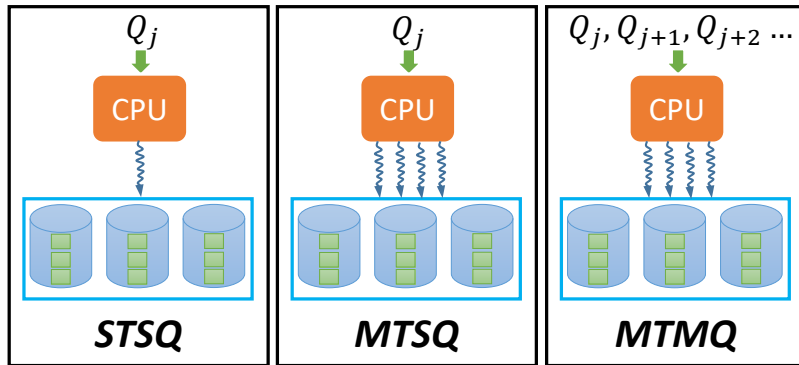 Q_j
CPU
STSQ
Q_j
CPU
MTSQ
Q_j, Q_{j+1}, Q_{j+2} ...
CPU
MTMQ